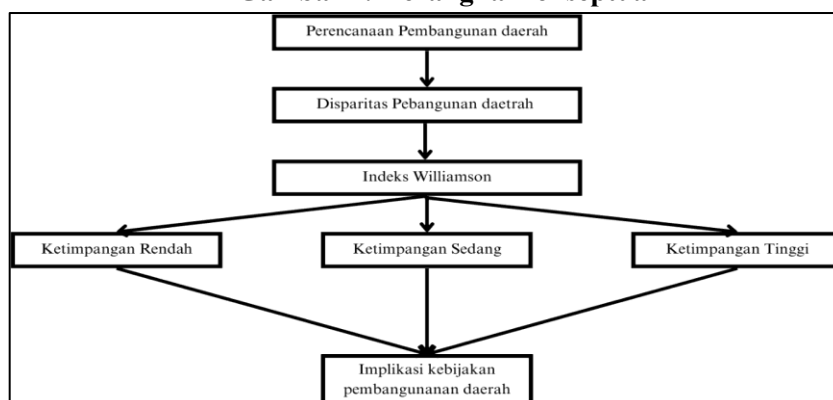 Perencanaan Pembangunan daerah
Disparitas Pebangunan daetrah
Indeks Williamson
Ketimpangan Rendah
Ketimpangan Sedang
Ketimpangan Tinggi
Implikasi kebijakan
pembangunanan daerah